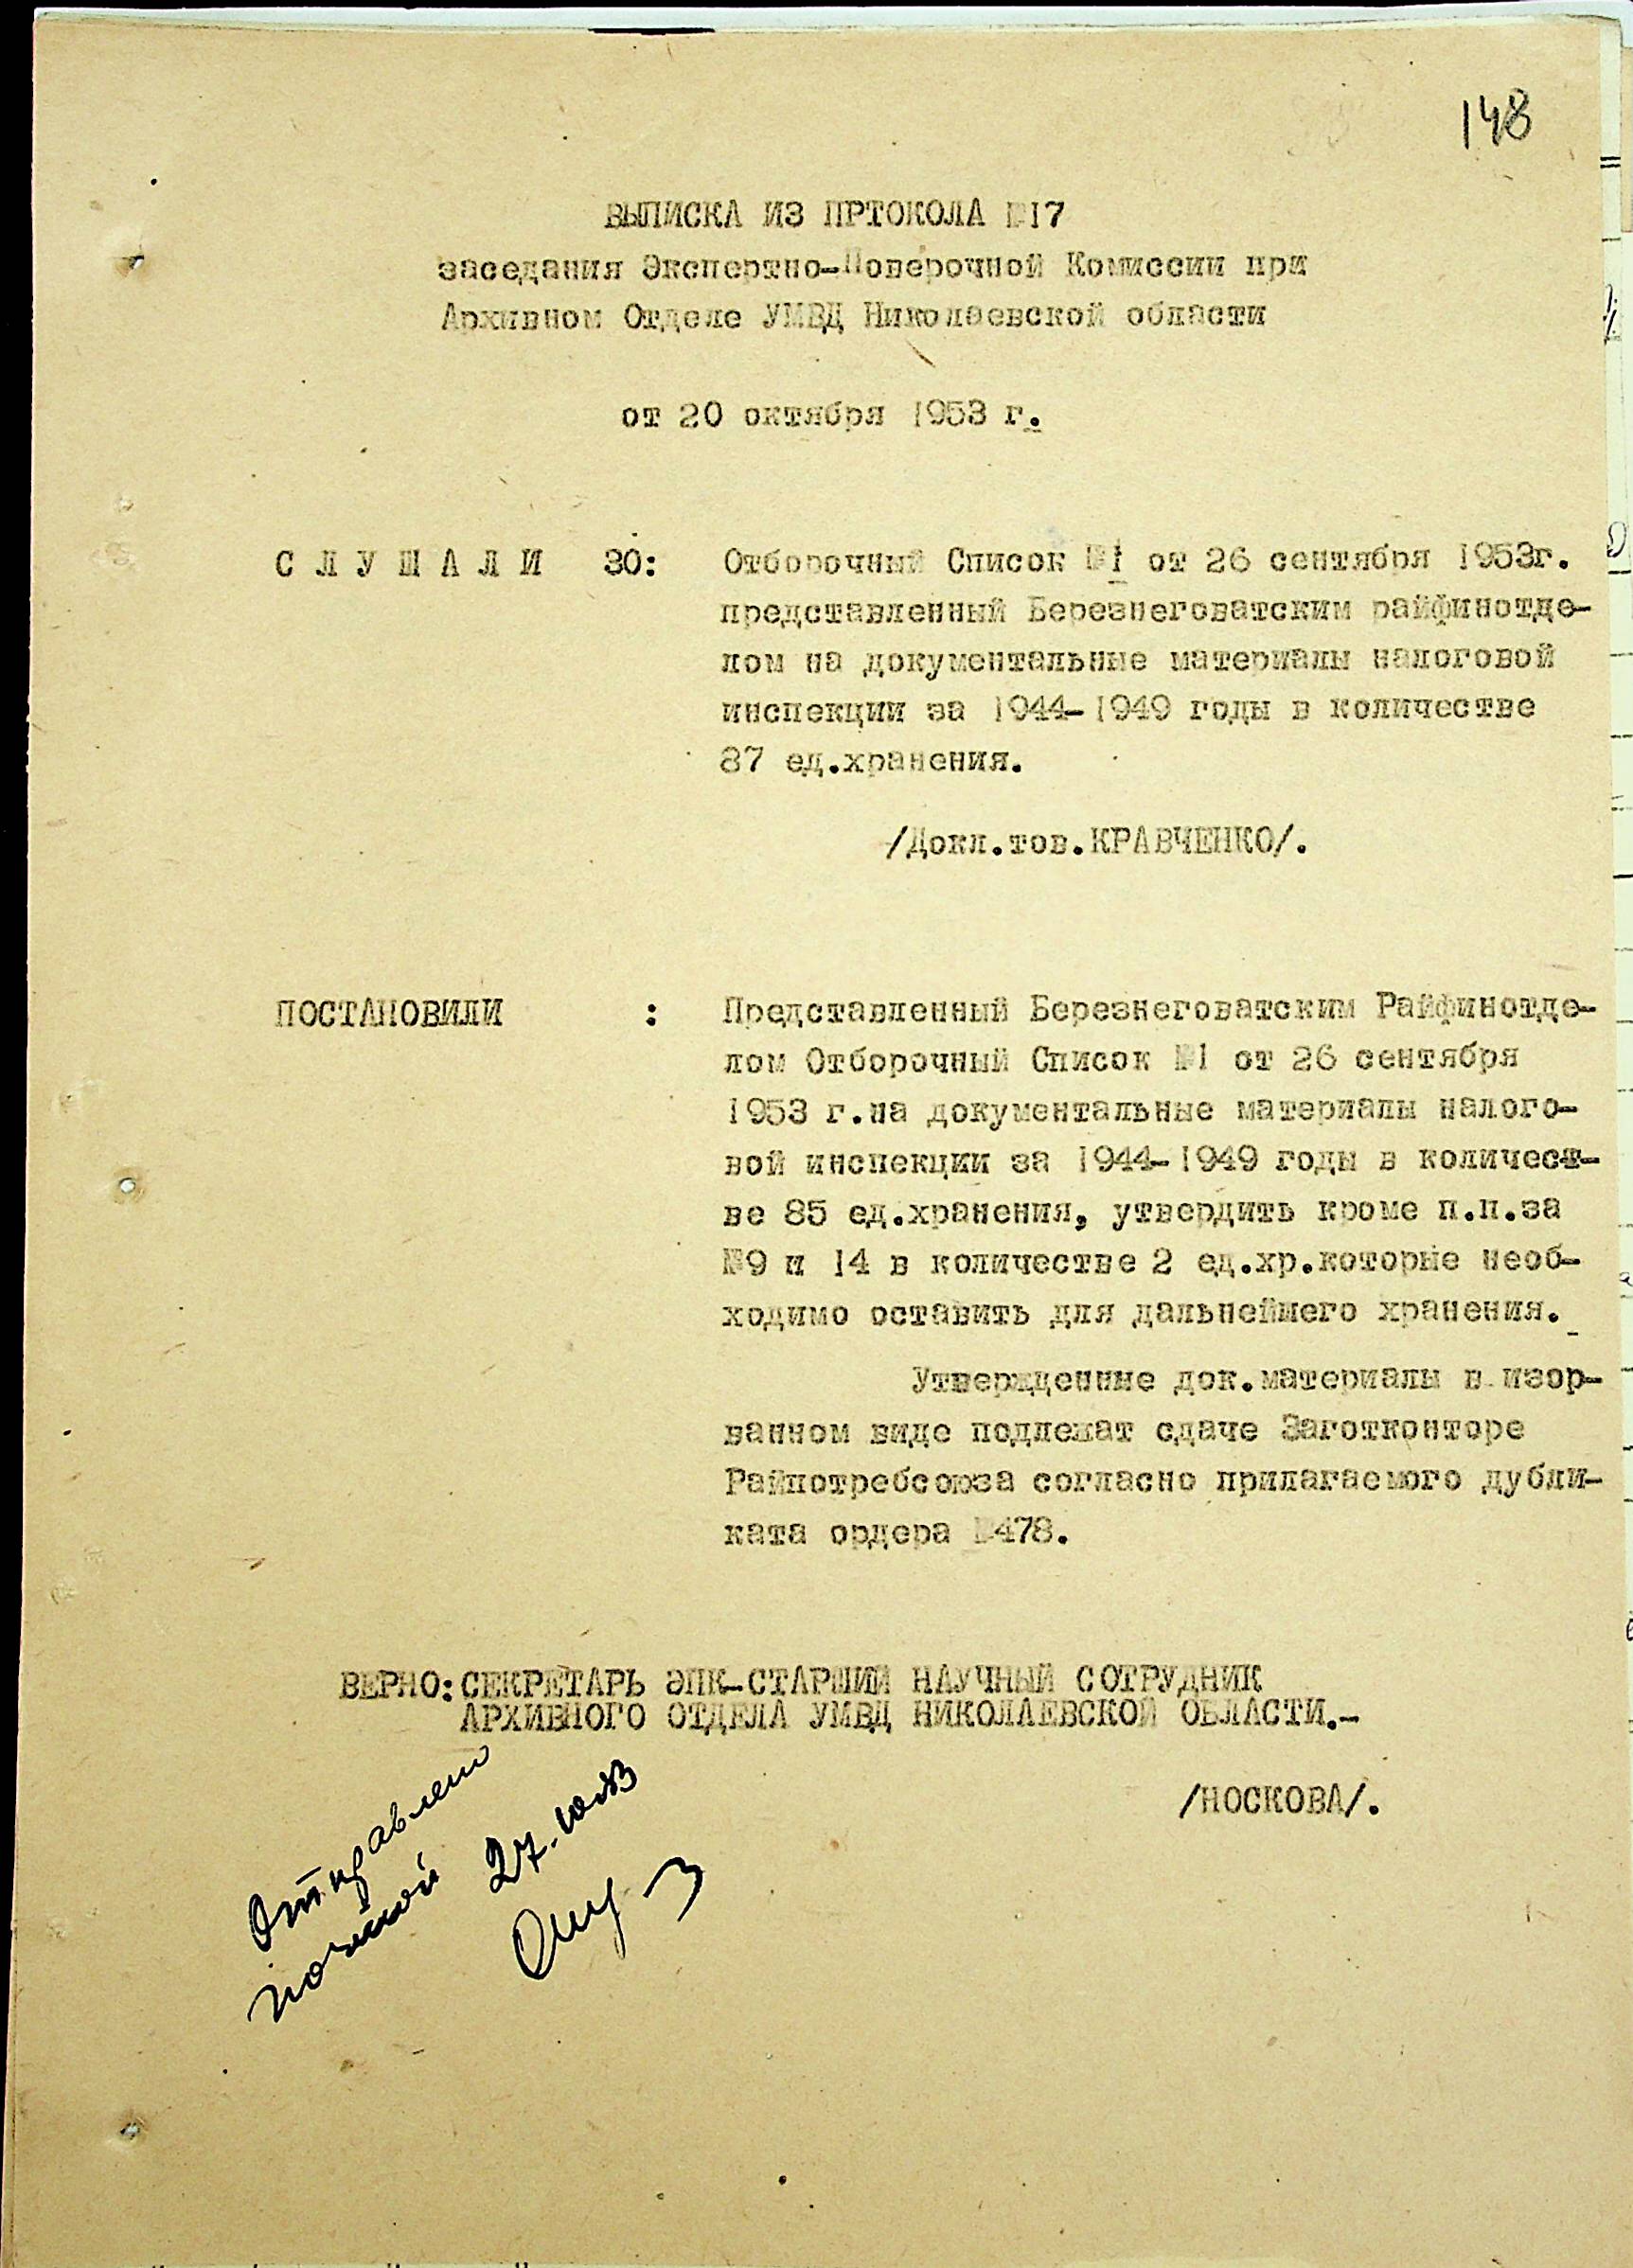 148
ВЫПИСКА ИЗ ПРТОКОЛА №17
заседания Экспертно-Поверочной Комиссии при
Архивном Отделе УМВД Николаевской области
от 20 октября 1953 г.
СЛУШАЛИ 30: Отборочный Список №1 от 26 сентября 1953г.
представленный Березнеговатским райфинотде-
лом на документальные материалы налоговой
инспекции за 1944-1949 годы в количестве
87 ед.хранения.
/Докл.тов.КРАВЧЕНКО/.
ПОСТАНОВИЛИ : Представленный Березнеговатским Райфинотде-
лом Отборочный Список №1 от 26 сентября
1953 г.на документальные материалы налого-
вой инспекции за 1944-1949 годы в количест-
ве 85 ед.хранения, утвердить кроме п.п.за
№9 и 14 в количестве 2 ед.хр.которые необ-
ходимо оставить для дальнейшего хранения.
Утвержденные док.материалы в изор-
ванном виде подлежат сдаче Заготконторе
Райпотребсоюза согласно прилагаемого дубли-
ката ордера №478.
ВЕРНО: СЕКРЕТАРЬ ЭПК-СТАРШИЙ НАУЧНЫЙ СОТРУДНИК
АРХИВНОГО ОТДЕЛА УМВД НИКОЛАЕВСКОЙ ОБЛАСТИ.-
/НОСКОВА/.
Отправлено
почтой 27.